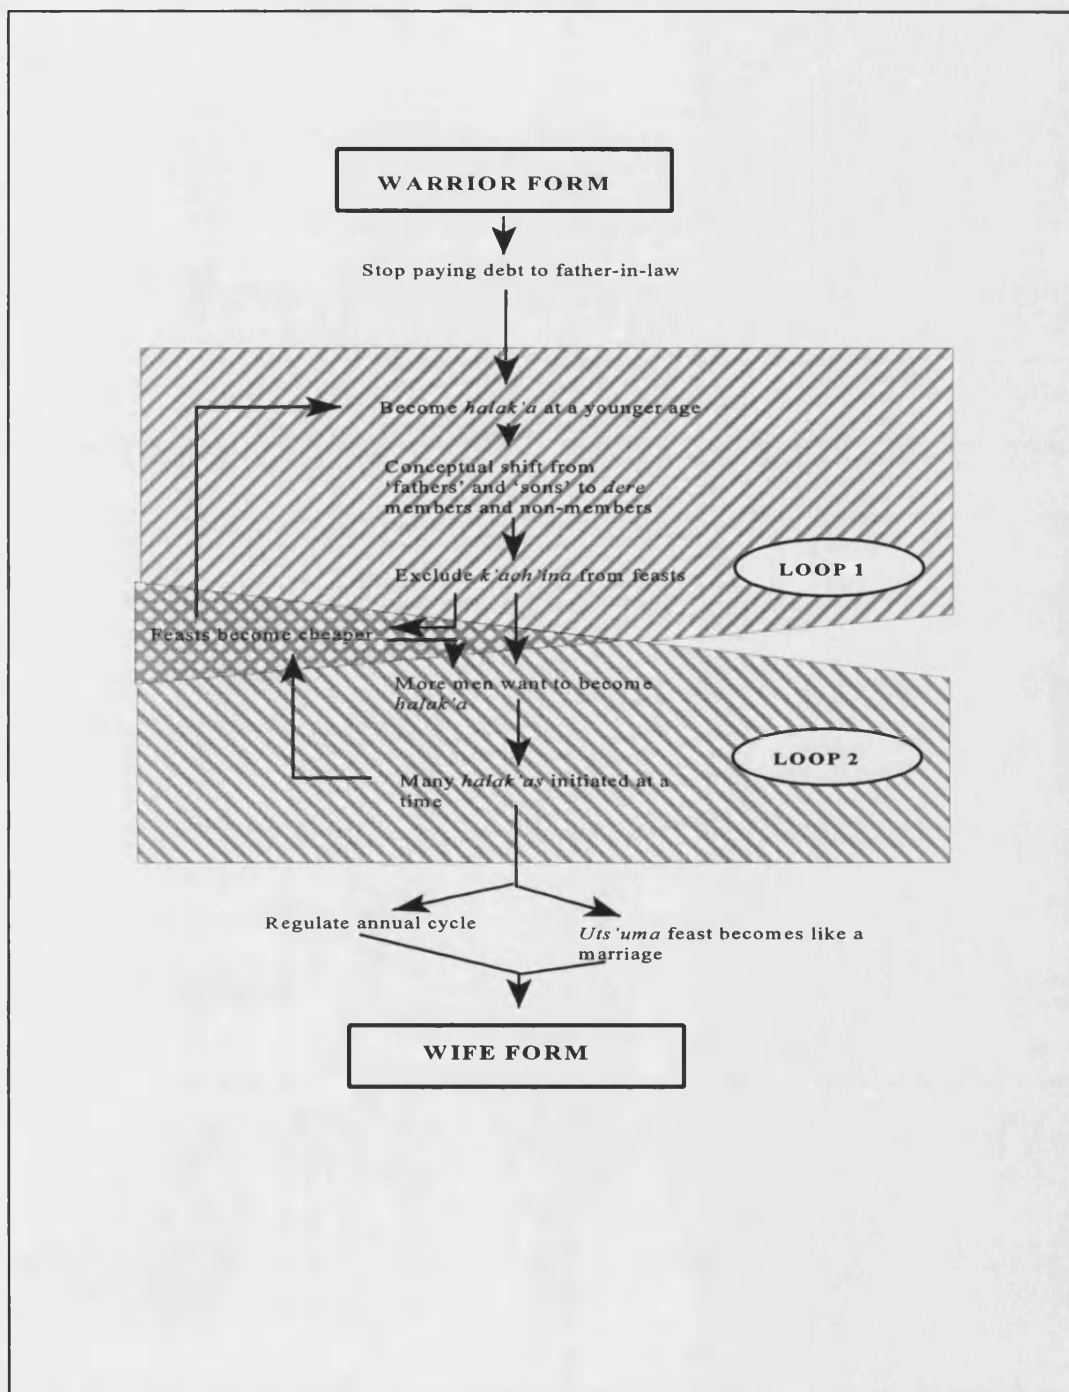 WARRIOR FORM
Stop paying debt to father-in-law
Become halak'a at a younger age
Conceptual shift from
'fathers' and 'sons' to dere
members and non-members
Exclude k'ach'ina from feasts
LOOP 1
Feasts become cheaper
More men want to become
halak'a
LOOP 2
Many halak'as initiated at a
time
Regulate annual cycle
Uts'uma feast becomes like a
marriage
WIFE FORM